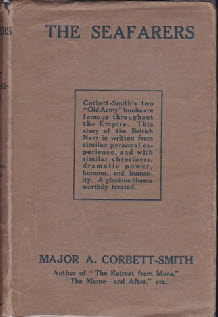 ERS
THE SEAFARERS
Corbett-Smith's two
"Old Army" books are
famous throughout
the Empire. This
story of the British
Navy is written from
similar personal ex-
perience, and with
similar cheeriness,
dramatic power,
humour, and human-
ity. A glorious theme
worthily treated.
MAJOR A. CORBETT-SMITH
Author of "The Retreat from Mons,"
"The Marne—and After," etc.